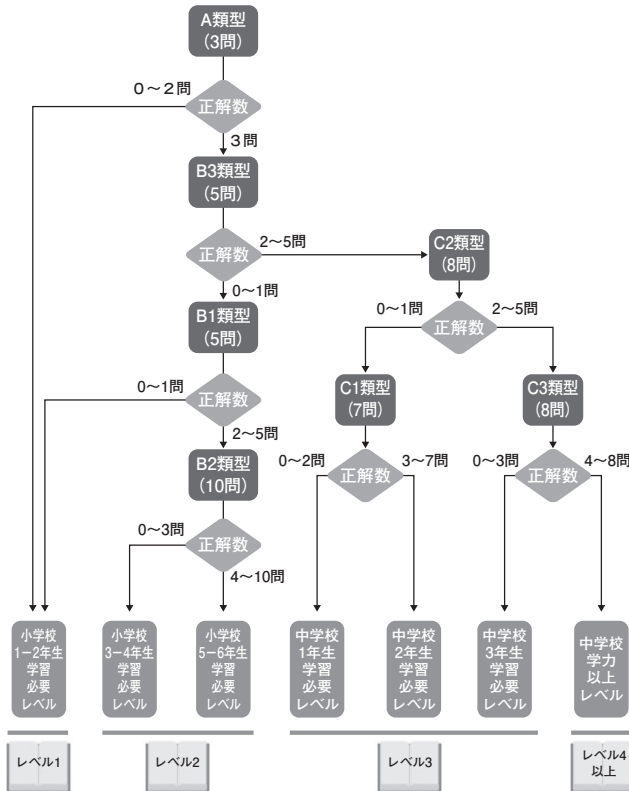 A類型
(3問)
0～2問
正解数
3問
B3類型
(5問)
2～5問
正解数
C2類型
(8問)
0～1問
B1類型
(5問)
0～1問
2～5問
正解数
0～1問
正解数
C1類型
(7問)
C3類型
(8問)
2～5問
B2類型
(10問)
0～2問
3～7問
正解数
0～3問
4～8問
正解数
0～3問
正解数
4～10問
小学校
1－2年生
学習
必要
レベル
小学校
3－4年生
学習
必要
レベル
小学校
5－6年生
学習
必要
レベル
中学校
1年生
学習
必要
レベル
中学校
2年生
学習
必要
レベル
中学校
3年生
学習
必要
レベル
中学校
学力
以上
レベル
レベル1
レベル2
レベル3
レベル4
以上